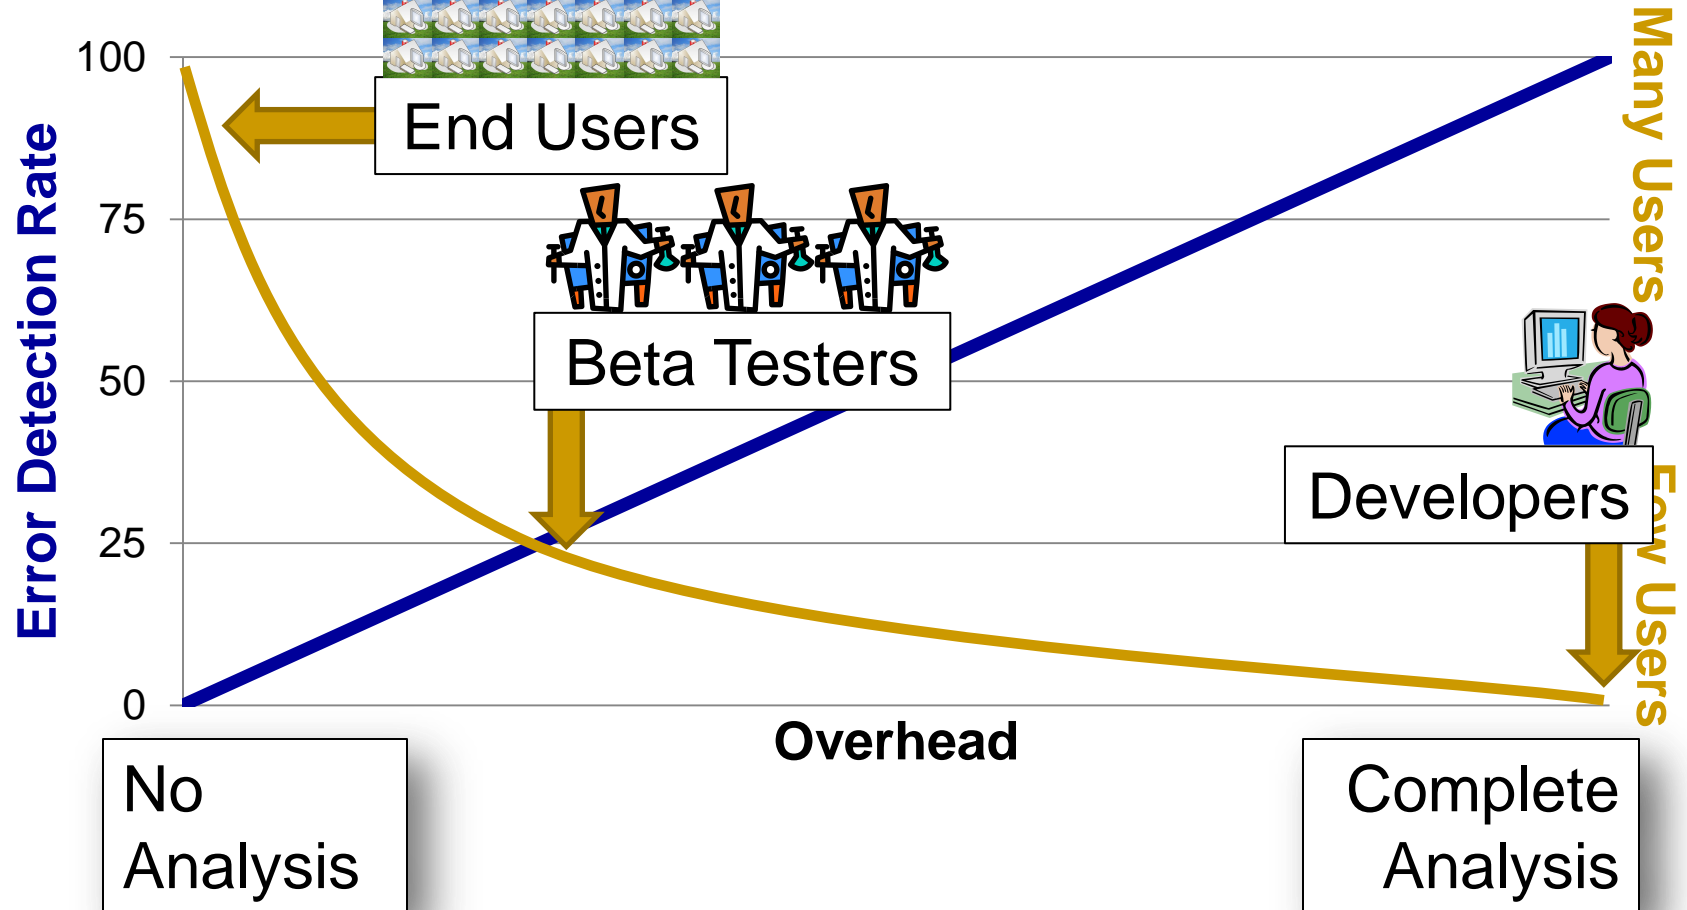 100
75
50
25
0
Error Detection Rate
End Users
Beta Testers
Developers
Many Users
Few Users
Overhead
No
Analysis
Complete
Analysis